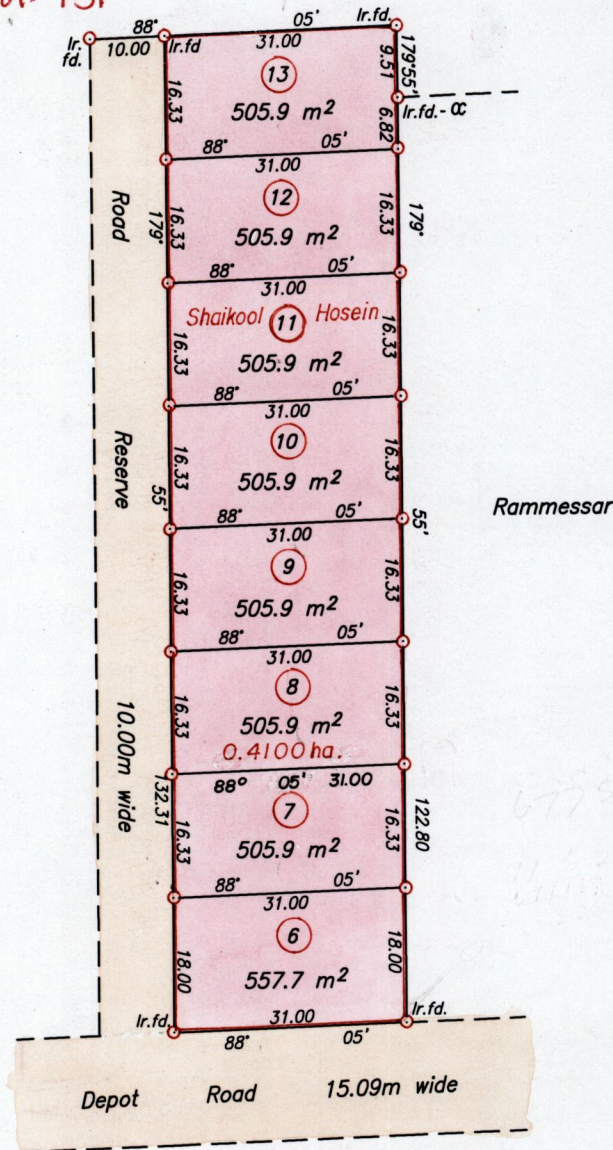 88° 05' Ir.fd.
Ir. fd. 10.00 Ir.fd 31.00 9.51 179°55'
13
16.33 505.9 m² 6.82 Ir.fd.-CC
88° 05'
31.00
Road 12
179° 16.33 505.9 m² 16.33 179°
88° 05'
31.00
Shaikool 11 Hosein
16.33 505.9 m² 16.33
88° 05'
31.00
Reserve 10
16.33 505.9 m² 16.33 Rammessar
55' 88° 05' 55'
31.00
9
16.33 505.9 m² 16.33
88° 05'
31.00
8
16.33 505.9 m² 16.33
10.00m wide 0.4100 ha.
132.31 88° 05' 31.00 122.80
7
16.33 505.9 m² 16.33
88° 05'
31.00
6
18.00 557.7 m² 18.00
Ir.fd. 31.00 Ir.fd.
88° 05'
Depot Road 15.09m wide